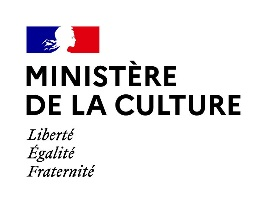 MINISTÈRE
DE LA CULTURE
Liberté
Égalité
Fraternité